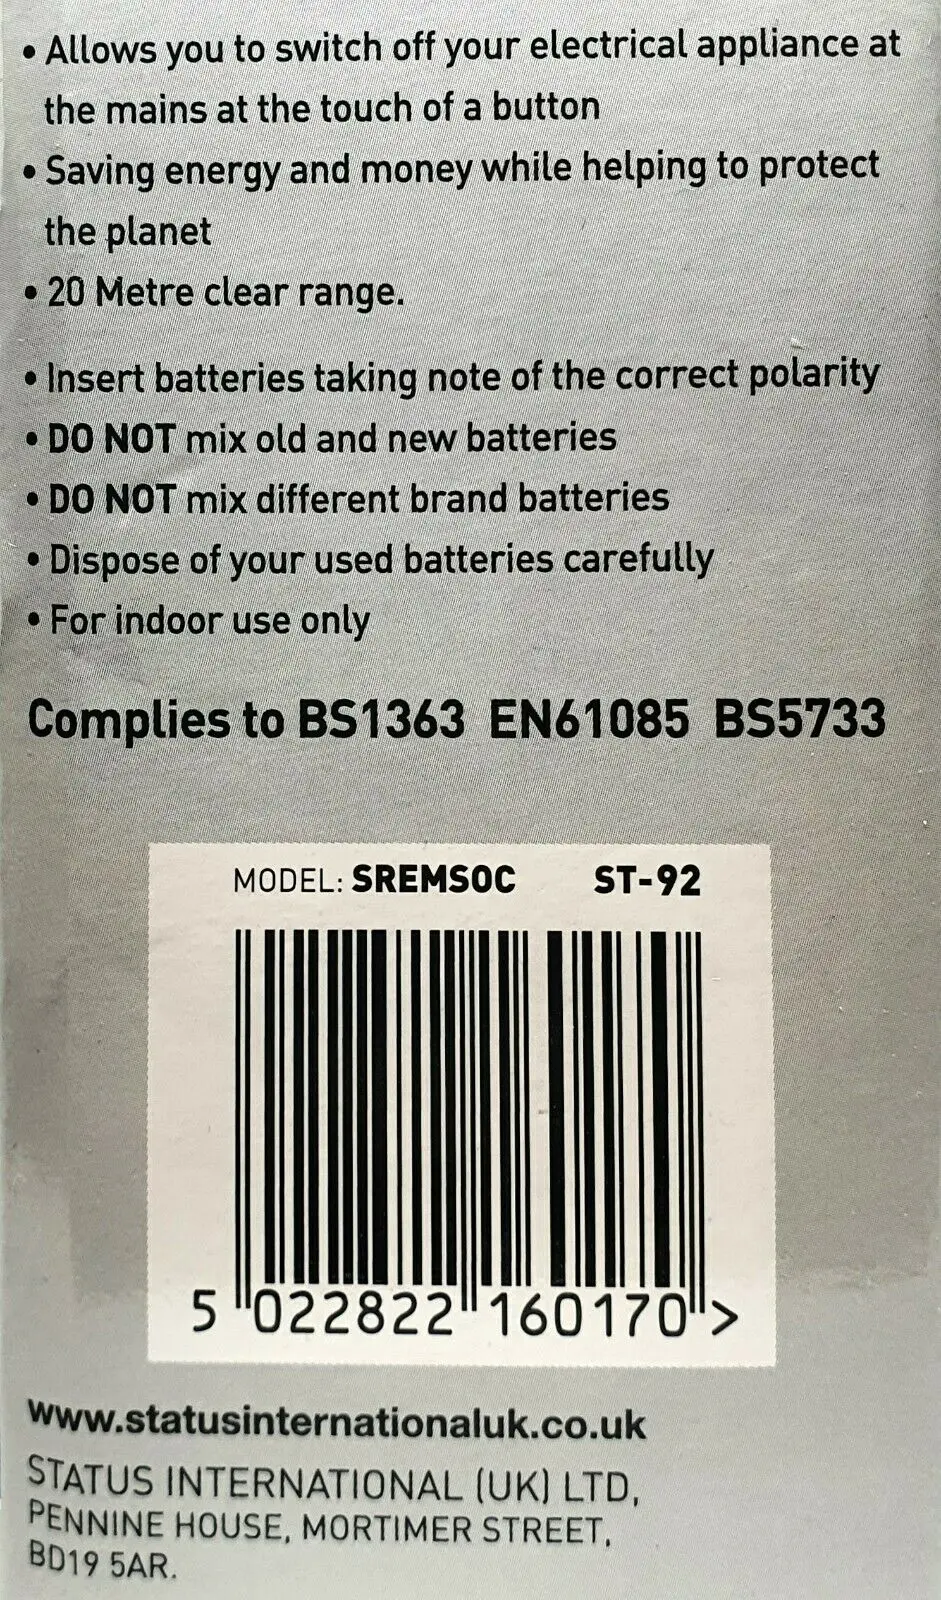 • Allows you to switch off your electrical appliance at
the mains at the touch of a button
• Saving energy and money while helping to protect
the planet
• 20 Metre clear range.
• Insert batteries taking note of the correct polarity
• DO NOT mix old and new batteries
• DO NOT mix different brand batteries
• Dispose of your used batteries carefully
• For indoor use only
Complies to BS1363 EN61085 BS5733
MODEL: SREMSOC ST-92
5 022822 160170 >
www.statusinternationaluk.co.uk
STATUS INTERNATIONAL (UK) LTD,
PENNINE HOUSE, MORTIMER STREET,
BD19 5AR.